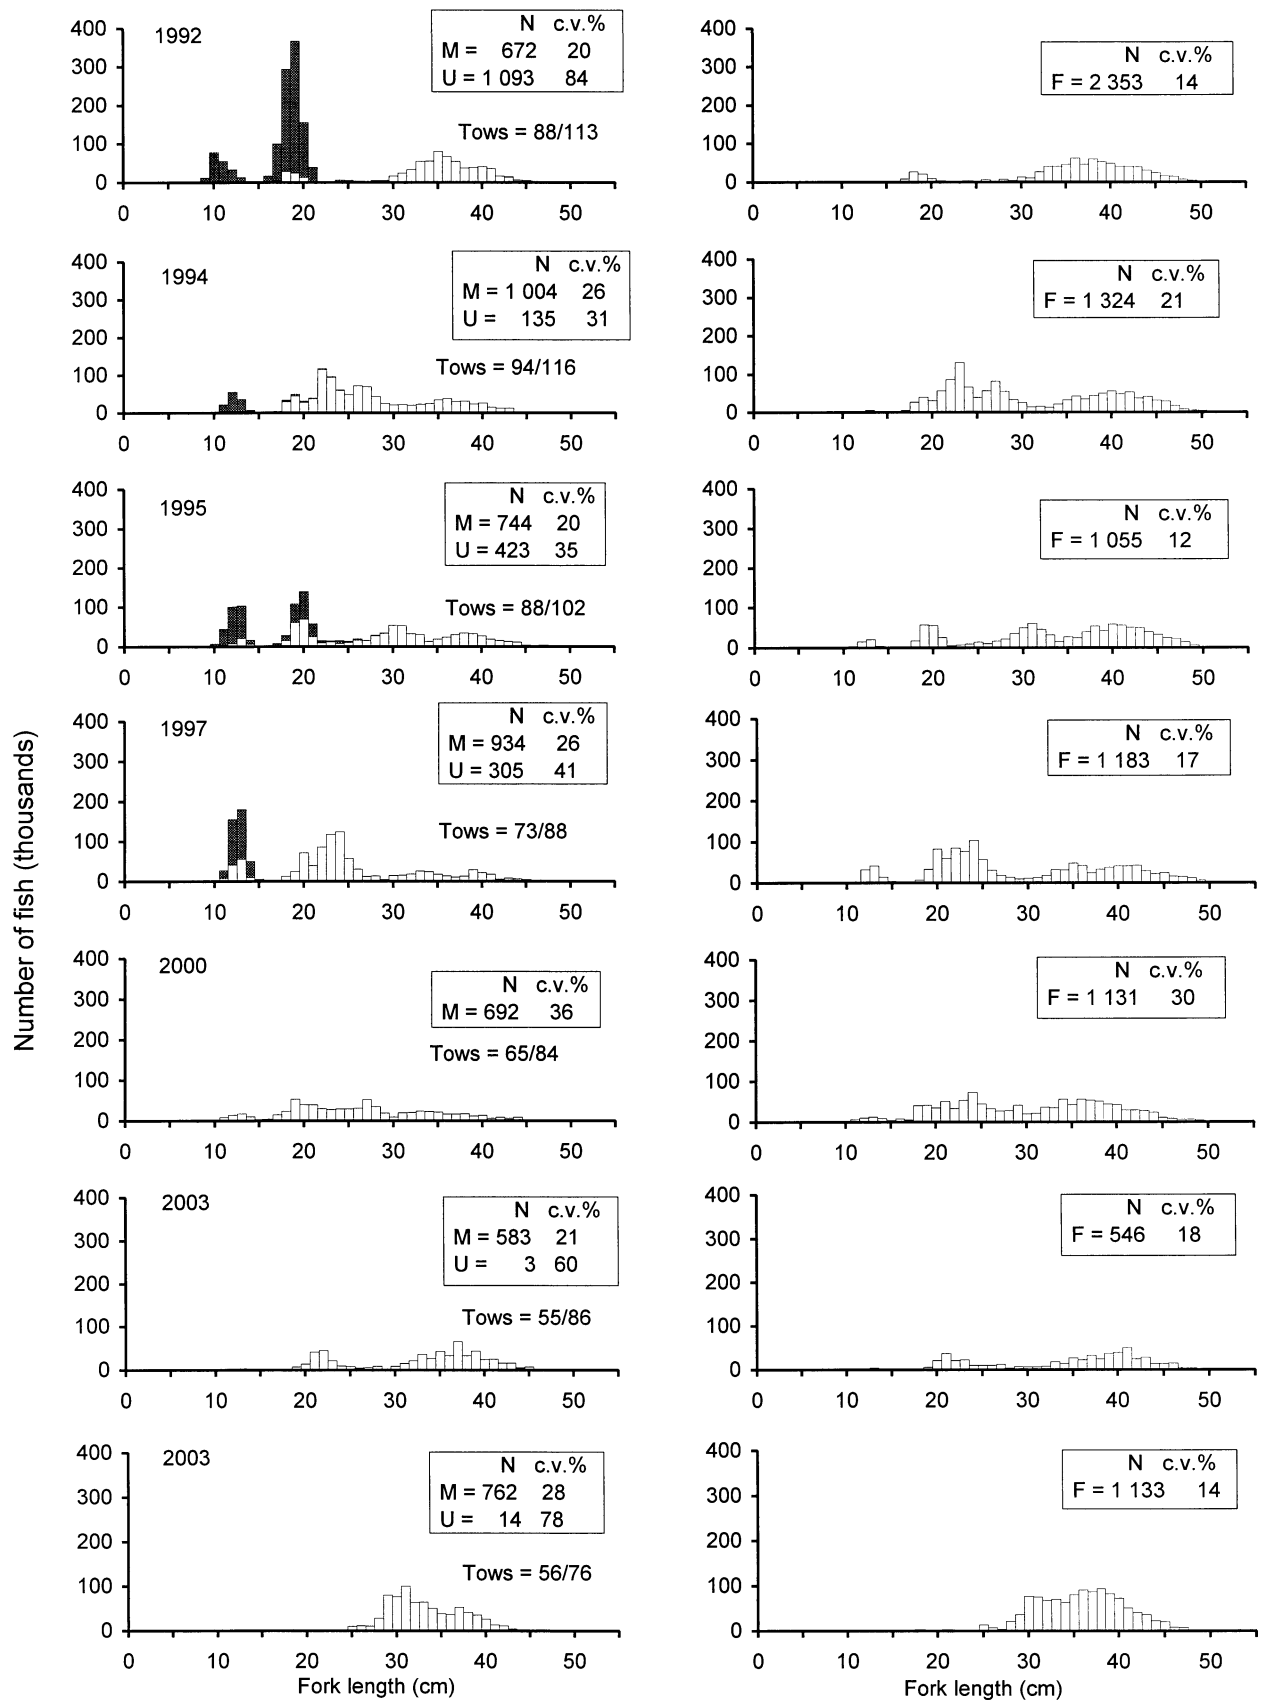 Number of fish (thousands)
1992
N c.v.%
M = 672 20
U = 1 093 84
Tows = 88/113
400
300
200
100
0
0 10 20 30 40 50
N c.v.%
F = 2 353 14
400
300
200
100
0
0 10 20 30 40 50
1994
N c.v.%
M = 1 004 26
U = 135 31
Tows = 94/116
400
300
200
100
0
0 10 20 30 40 50
N c.v.%
F = 1 324 21
400
300
200
100
0
0 10 20 30 40 50
1995
N c.v.%
M = 744 20
U = 423 35
Tows = 88/102
400
300
200
100
0
0 10 20 30 40 50
N c.v.%
F = 1 055 12
400
300
200
100
0
0 10 20 30 40 50
1997
N c.v.%
M = 934 26
U = 305 41
Tows = 73/88
400
300
200
100
0
0 10 20 30 40 50
N c.v.%
F = 1 183 17
400
300
200
100
0
0 10 20 30 40 50
2000
N c.v.%
M = 692 36
Tows = 65/84
400
300
200
100
0
0 10 20 30 40 50
N c.v.%
F = 1 131 30
400
300
200
100
0
0 10 20 30 40 50
2003
N c.v.%
M = 583 21
U = 3 60
Tows = 55/86
400
300
200
100
0
0 10 20 30 40 50
N c.v.%
F = 546 18
400
300
200
100
0
0 10 20 30 40 50
2003
N c.v.%
M = 762 28
U = 14 78
Tows = 56/76
400
300
200
100
0
0 10 20 30 40 50
Fork length (cm)
N c.v.%
F = 1 133 14
400
300
200
100
0
0 10 20 30 40 50
Fork length (cm)